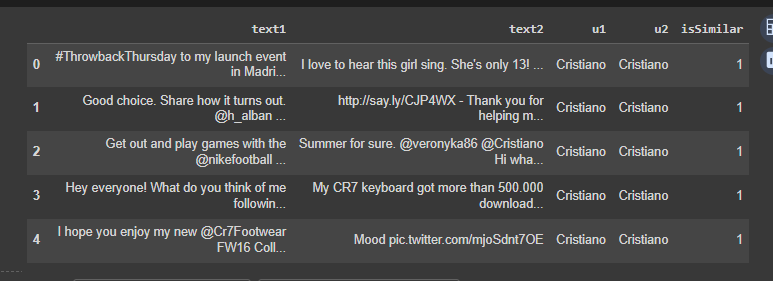 text1 text2 u1 u2 isSimilar
0 #ThrowbackThursday to my launch event in Madri... I love to hear this girl sing. She's only 13! ... Cristiano Cristiano 1
1 Good choice. Share how it turns out. @h_alban ... http://say.ly/CJP4WX - Thank you for helping m... Cristiano Cristiano 1
2 Get out and play games with the @nikefootball ... Summer for sure. @veronyka86 @Cristiano Hi wha... Cristiano Cristiano 1
3 Hey everyone! What do you think of me followin... My CR7 keyboard got more than 500.000 download... Cristiano Cristiano 1
4 I hope you enjoy my new @Cr7Footwear FW16 Coll... Mood pic.twitter.com/mjoSdnt7OE Cristiano Cristiano 1